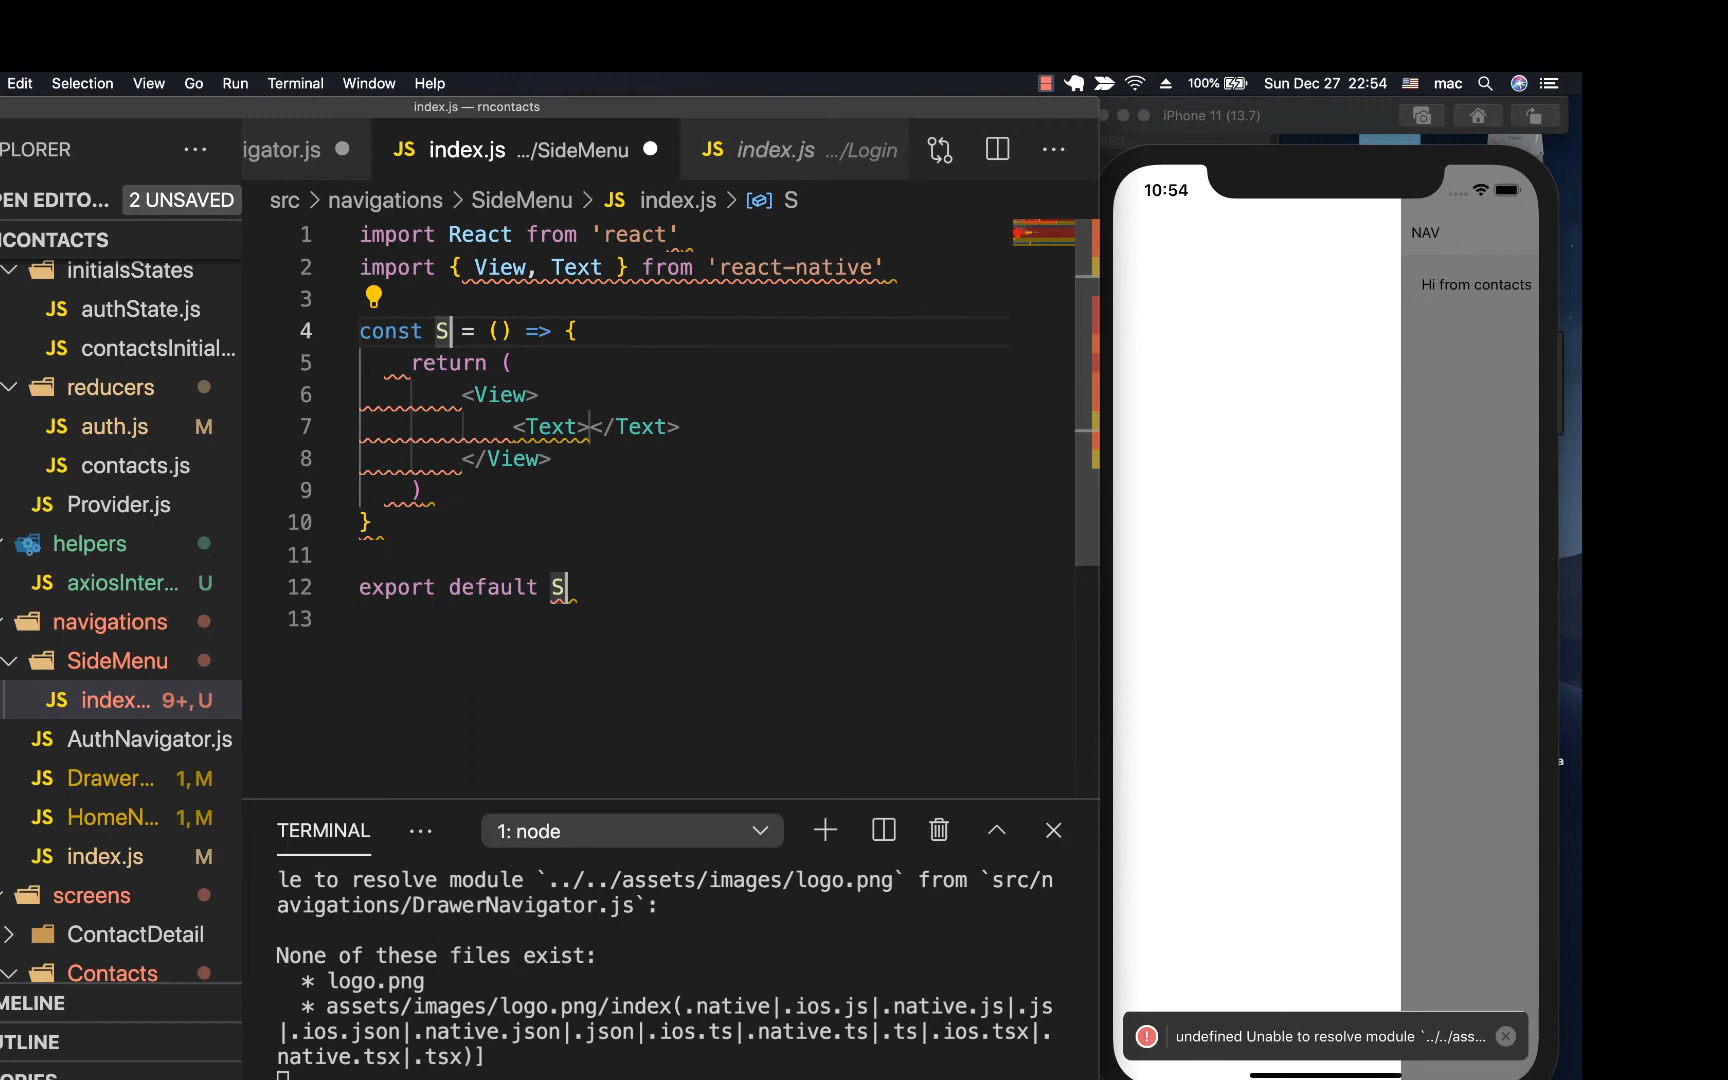 Edit Selection View Go Run Terminal Window Help
100% Sun Dec 27 22:54 mac
index.js — rncontacts
iPhone 11 (13.7)
PLORER ...
igator.js
JS index.js .../SideMenu
JS index.js .../Login
...
PEN EDITO... 2 UNSAVED
src > navigations > SideMenu > JS index.js > S
NCONTACTS
initialsStates
JS authState.js
JS contactsInitial...
reducers
JS auth.js M
JS contacts.js
JS Provider.js
helpers
JS axiosInter... U
navigations
SideMenu
JS index... 9+, U
JS AuthNavigator.js
JS Drawer... 1, M
JS HomeN... 1, M
JS index.js M
screens
ContactDetail
Contacts
MELINE
UTLINE
1 import React from 'react'
2 import { View, Text } from 'react-native'
3
4 const S = () => {
5 return (
6 <View>
7 <Text></Text>
8 </View>
9 )
10 }
11
12 export default S
13
TERMINAL ... 1: node
le to resolve module `../../assets/images/logo.png` from `src/n
avigations/DrawerNavigator.js`:
None of these files exist:
* logo.png
* assets/images/logo.png/index(.native|.ios.js|.native.js|.js
|.ios.json|.native.json|.json|.ios.ts|.native.ts|.ts|.ios.tsx|.
native.tsx|.tsx)]
10:54
NAV
Hi from contacts
undefined Unable to resolve module `../../ass...